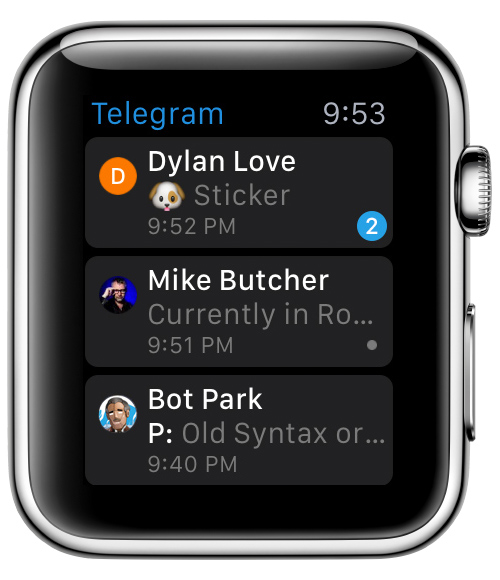 Telegram 9:53
D
Dylan Love
🐶 Sticker
9:52 PM
2
Mike Butcher
Currently in Ro...
9:51 PM
Bot Park
P: Old Syntax or...
9:40 PM